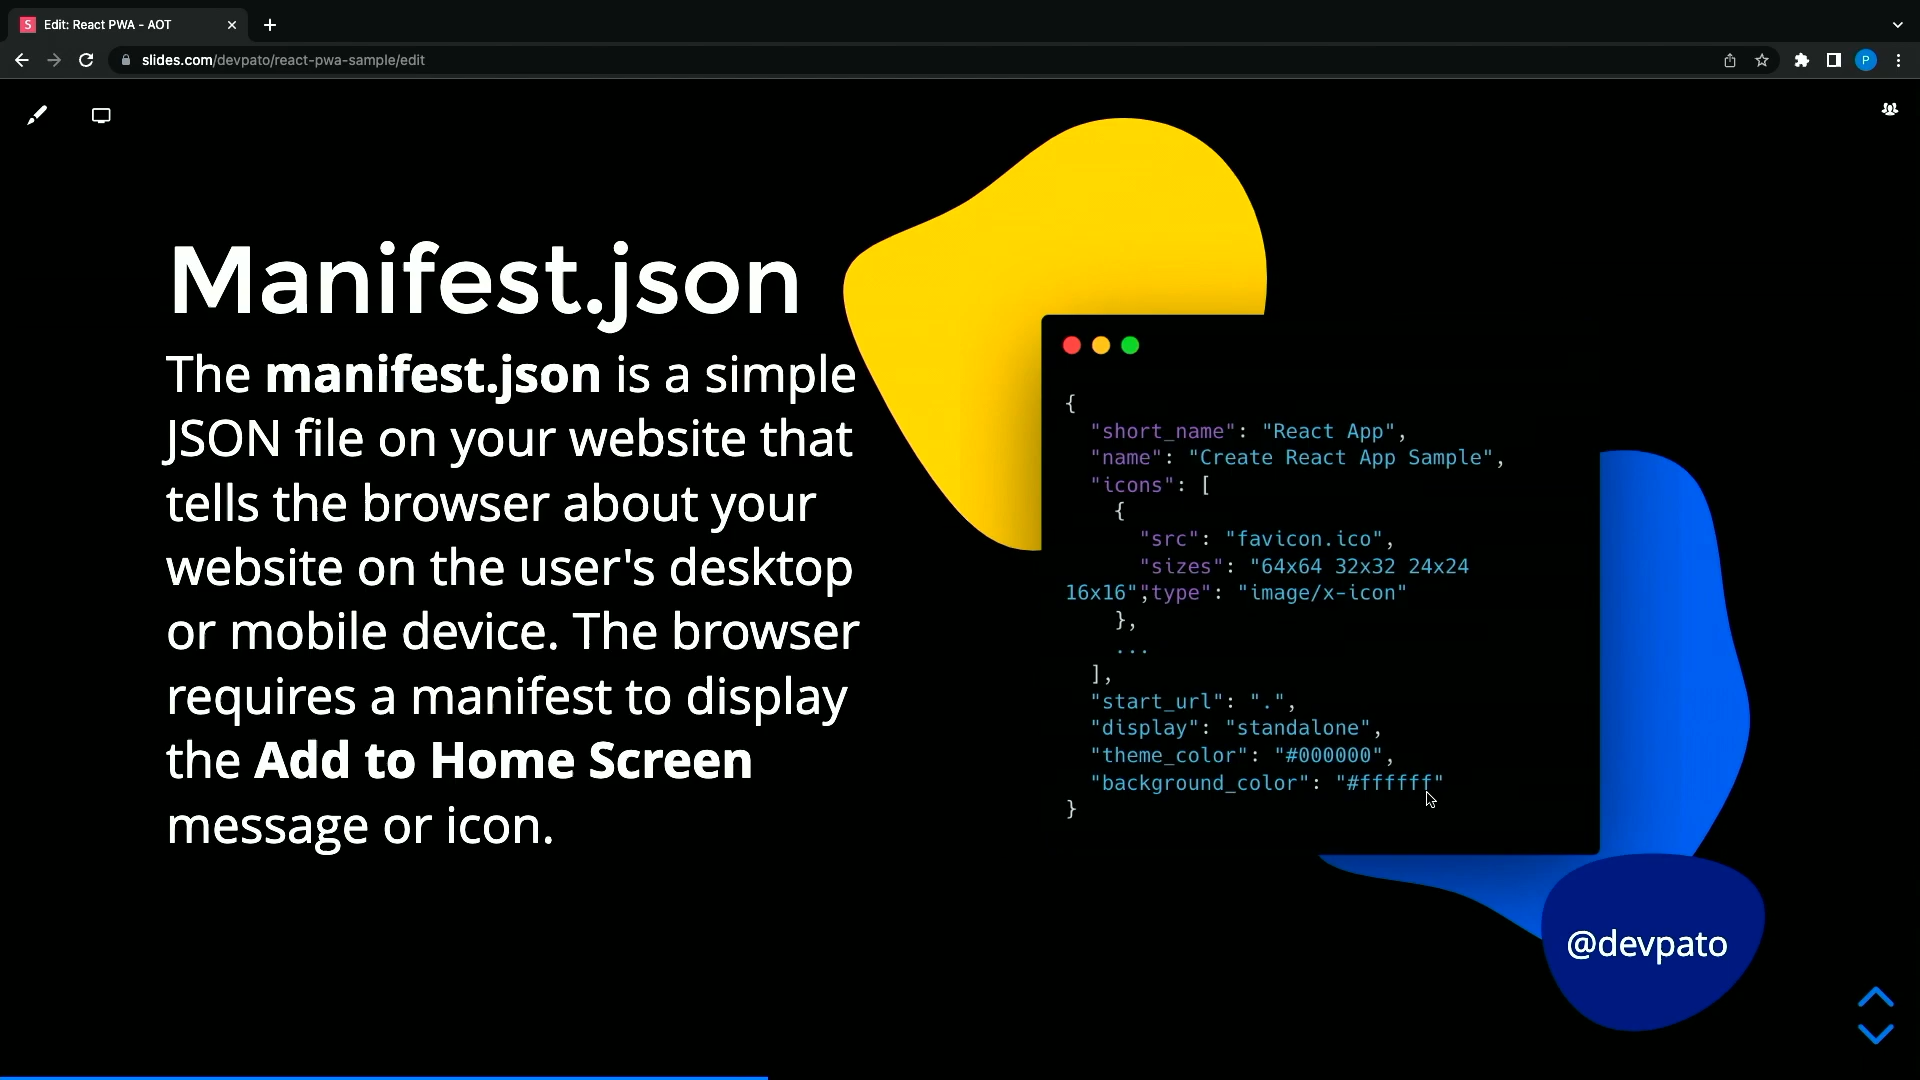 S Edit: React PWA - AOT
slides.com/devpato/react-pwa-sample/edit
P
Manifest.json
The manifest.json is a simple
JSON file on your website that
tells the browser about your
website on the user's desktop
or mobile device. The browser
requires a manifest to display
the Add to Home Screen
message or icon.
{
"short_name": "React App",
"name": "Create React App Sample",
"icons": [
{
"src": "favicon.ico",
"sizes": "64x64 32x32 24x24
16x16","type": "image/x-icon"
},
...
],
"start_url": ".",
"display": "standalone",
"theme_color": "#000000",
"background_color": "#ffffff"
}
@devpato